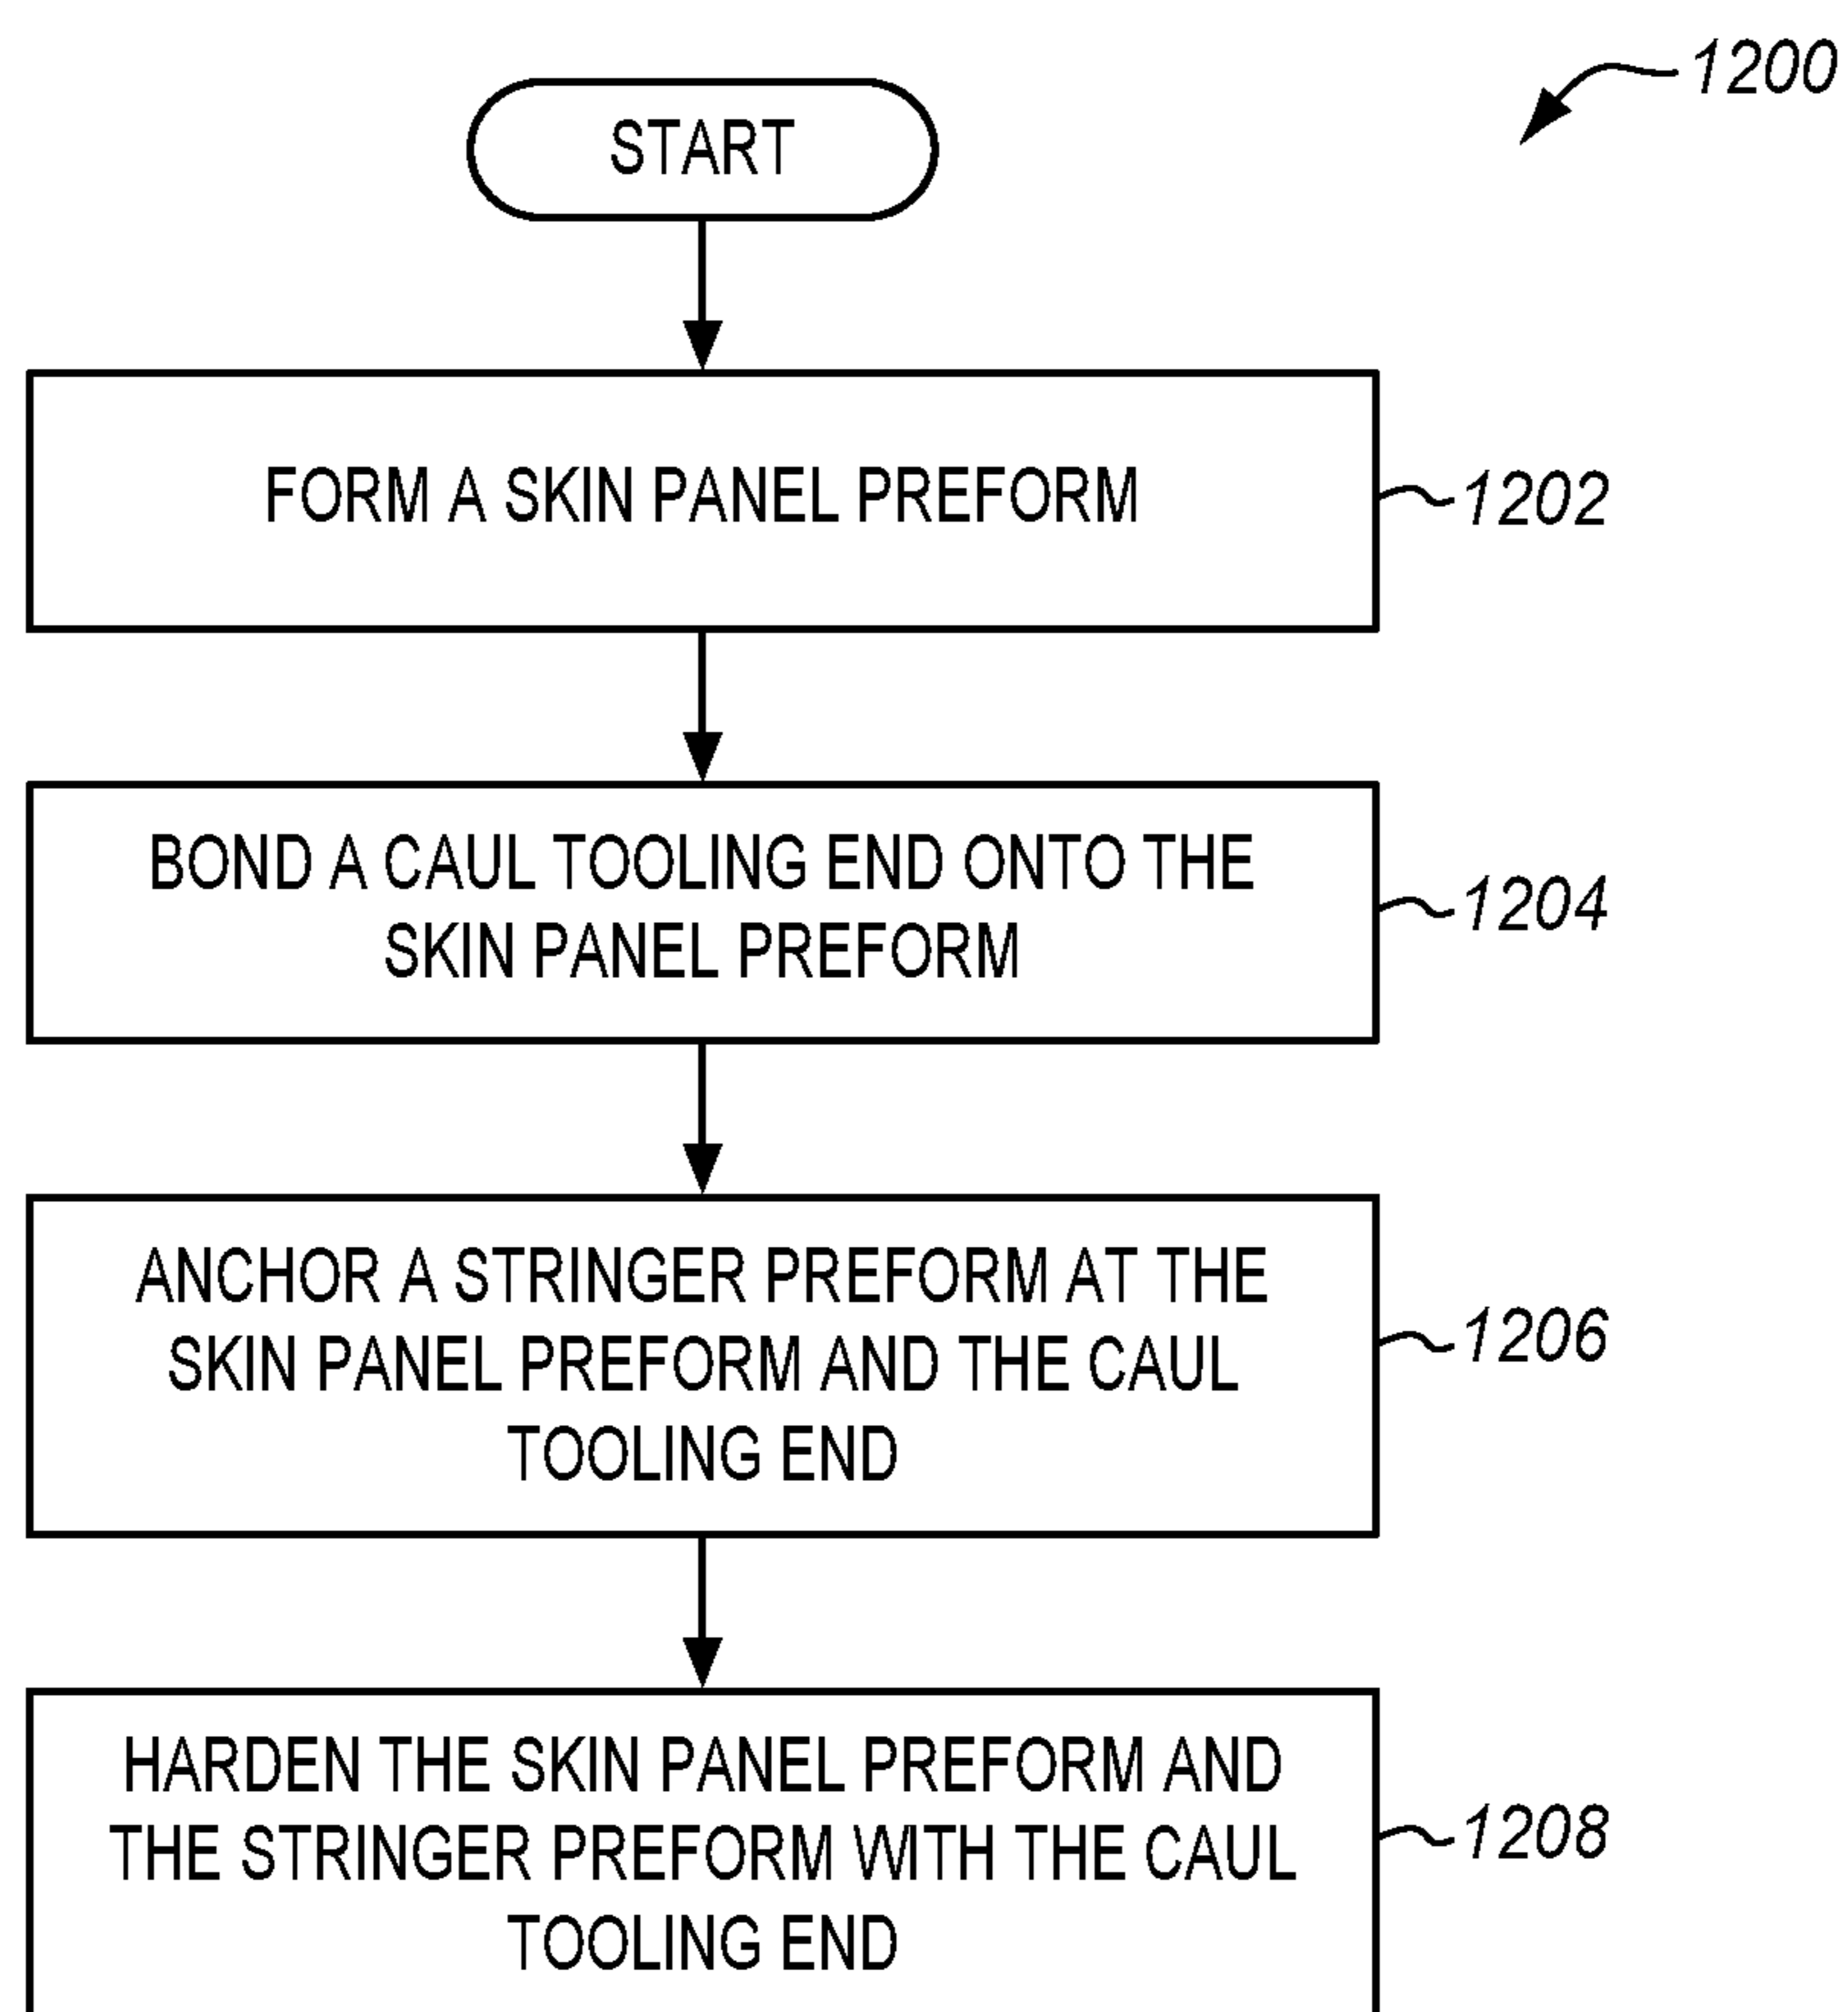 1200
START
FORM A SKIN PANEL PREFORM
1202
BOND A CAUL TOOLING END ONTO THE
SKIN PANEL PREFORM
1204
ANCHOR A STRINGER PREFORM AT THE
SKIN PANEL PREFORM AND THE CAUL
TOOLING END
1206
HARDEN THE SKIN PANEL PREFORM AND
THE STRINGER PREFORM WITH THE CAUL
TOOLING END
1208